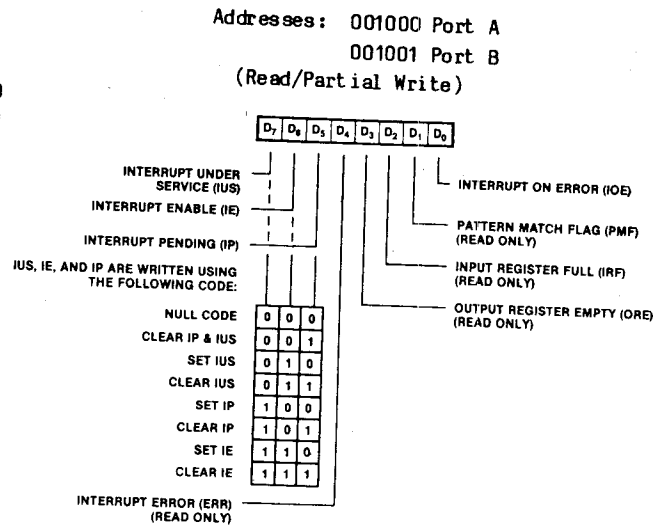 Addresses: 001000 Port A
001001 Port B
(Read/Partial Write)
D7 D6 D5 D4 D3 D2 D1 D0
INTERRUPT UNDER
SERVICE (IUS)
INTERRUPT ENABLE (IE)
INTERRUPT PENDING (IP)
IUS, IE, AND IP ARE WRITTEN USING
THE FOLLOWING CODE:
NULL CODE 0 0 0
CLEAR IP & IUS 0 0 1
SET IUS 0 1 0
CLEAR IUS 0 1 1
SET IP 1 0 0
CLEAR IP 1 0 1
SET IE 1 1 0
CLEAR IE 1 1 1
INTERRUPT ERROR (ERR)
(READ ONLY)
INTERRUPT ON ERROR (IOE)
PATTERN MATCH FLAG (PMF)
(READ ONLY)
INPUT REGISTER FULL (IRF)
(READ ONLY)
OUTPUT REGISTER EMPTY (ORE)
(READ ONLY)